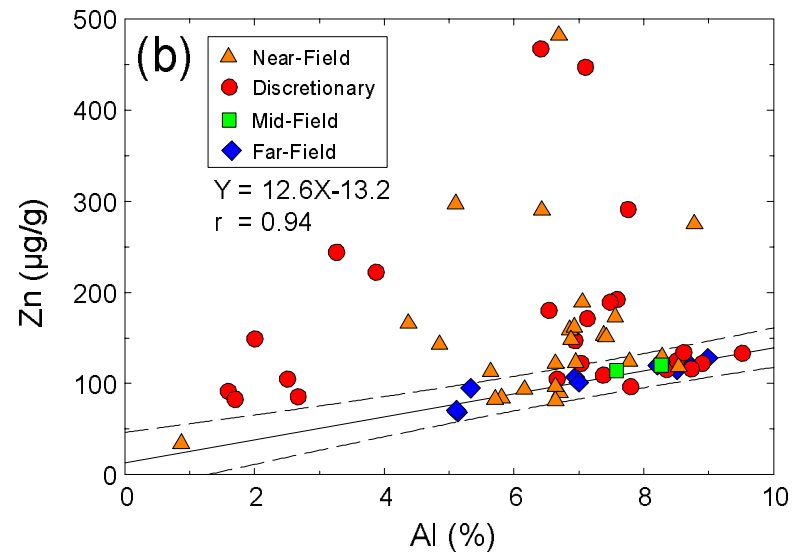 (b)
Near-Field
Discretionary
Mid-Field
Far-Field
Y = 12.6X-13.2
r = 0.94
Zn (µg/g)
500
400
300
200
100
0
0 2 4 6 8 10
Al (%)